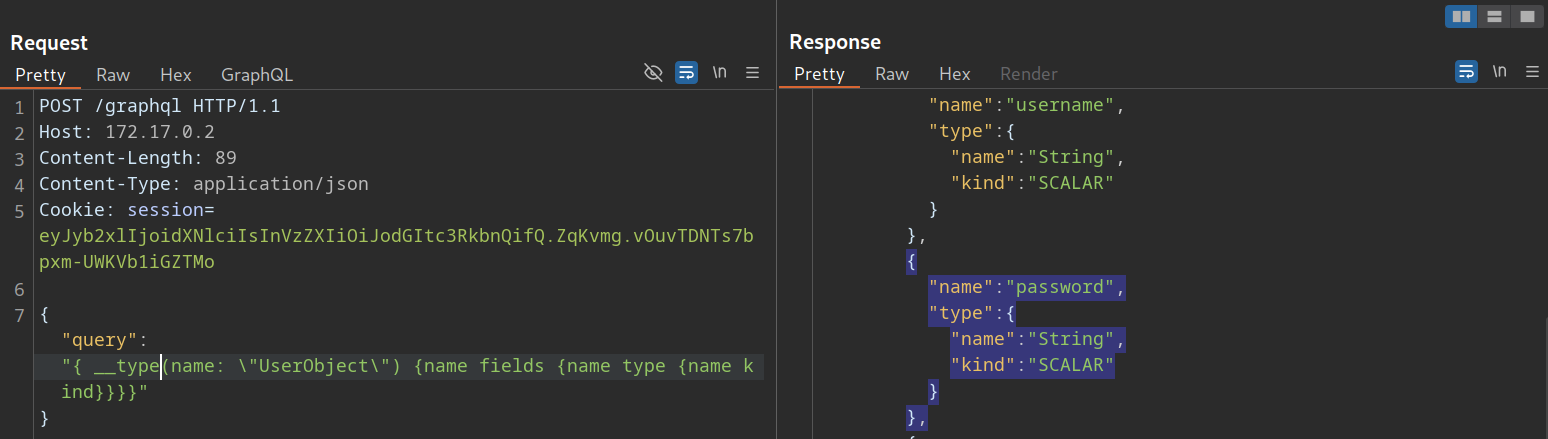 Request
Pretty Raw Hex GraphQL \n
1 POST /graphql HTTP/1.1
2 Host: 172.17.0.2
3 Content-Length: 89
4 Content-Type: application/json
5 Cookie: session=
eyJyb2xlIjoidXNlciIsInVzZXIiOiJodGItc3RkbnQifQ.ZqKvmg.vOuvTDNTs7b
pxm-UWKVb1iGZTMo
6
7 {
"query":
"{ __type(name: \"UserObject\") {name fields {name type {name k
ind}}}}"
}
Response
Pretty Raw Hex Render \n
"name":"username",
"type":{
"name":"String",
"kind":"SCALAR"
}
},
{
"name":"password",
"type":{
"name":"String",
"kind":"SCALAR"
}
},